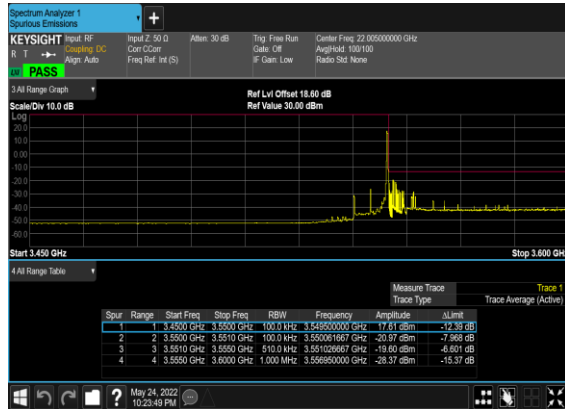 Spectrum Analyzer 1
Spurious Emissions
+
KEYSIGHT Input: RF Input Z: 50 Ω Atten: 30 dB Trig: Free Run Center Freq: 22.005000000 GHz
R T Coupling: DC Corr CCorr Gate: Off Avg|Hold: 100/100
Align: Auto Freq Ref: Int (S) IF Gain: Low Radio Std: None
PASS
3 All Range Graph
Ref Lvl Offset 18.60 dB
Scale/Div 10.0 dB Ref Value 30.00 dBm
Log
20.0
10.0
0.00
-10.0
-20.0
-30.0
-40.0
-50.0
-60.0
Start 3.450 GHz Stop 3.600 GH
4 All Range Table
Measure Trace Trace 1
Trace Type Trace Average (Active)
Spur Range Start Freq Stop Freq RBW Frequency Amplitude ΔLimit
1 1 3.4500 GHz 3.5500 GHz 100.0 kHz 3.549500000 GHz 17.61 dBm -12.39 dB
2 2 3.5500 GHz 3.5510 GHz 100.0 kHz 3.550061667 GHz -20.97 dBm -7.968 dB
3 3 3.5510 GHz 3.5550 GHz 510.0 kHz 3.551026667 GHz -19.60 dBm -6.601 dB
4 4 3.5550 GHz 3.6000 GHz 1.000 MHz 3.556950000 GHz -28.37 dBm -15.37 dB
? May 24, 2022
10:23:49 PM